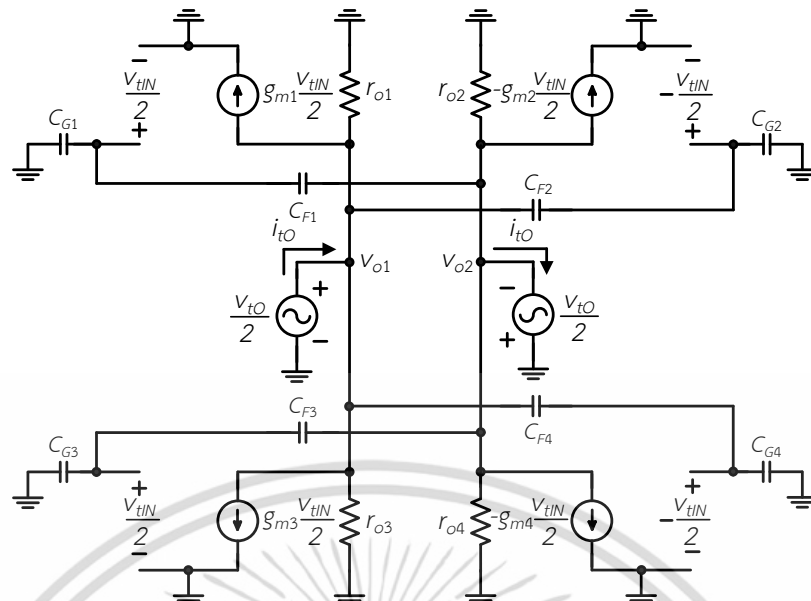 − − −
v_tIN/2 g_m1 v_tIN/2 r_o1 r_o2 -g_m2 v_tIN/2 − v_tIN/2
C_G1 + + C_G2
C_F1 C_F2
i_tO i_tO
v_o1 v_o2
v_tO/2 + − − + v_tO/2
C_F3 C_F4
C_G3 + + C_G4
v_tIN/2 g_m3 v_tIN/2 r_o3 r_o4 -g_m4 v_tIN/2 − v_tIN/2
− −